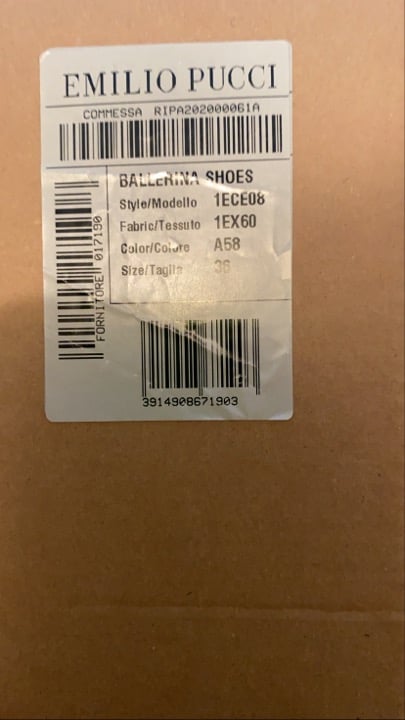 EMILIO PUCCI
COMMESSA RIPA202000061A
BALLERINA SHOES
Style/Modello 1ECE08
Fabric/Tessuto 1EX60
Color/Colore A58
Size/Taglia 36
FORNITORE 017190
3914908671903